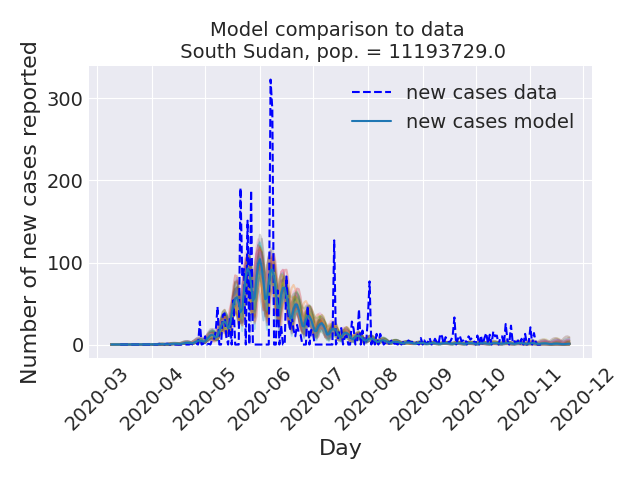 Model comparison to data
South Sudan, pop. = 11193729.0
Number of new cases reported
300
200
100
0
new cases data
new cases model
2020-03
2020-04
2020-05
2020-06
2020-07
2020-08
2020-09
2020-10
2020-11
2020-12
Day